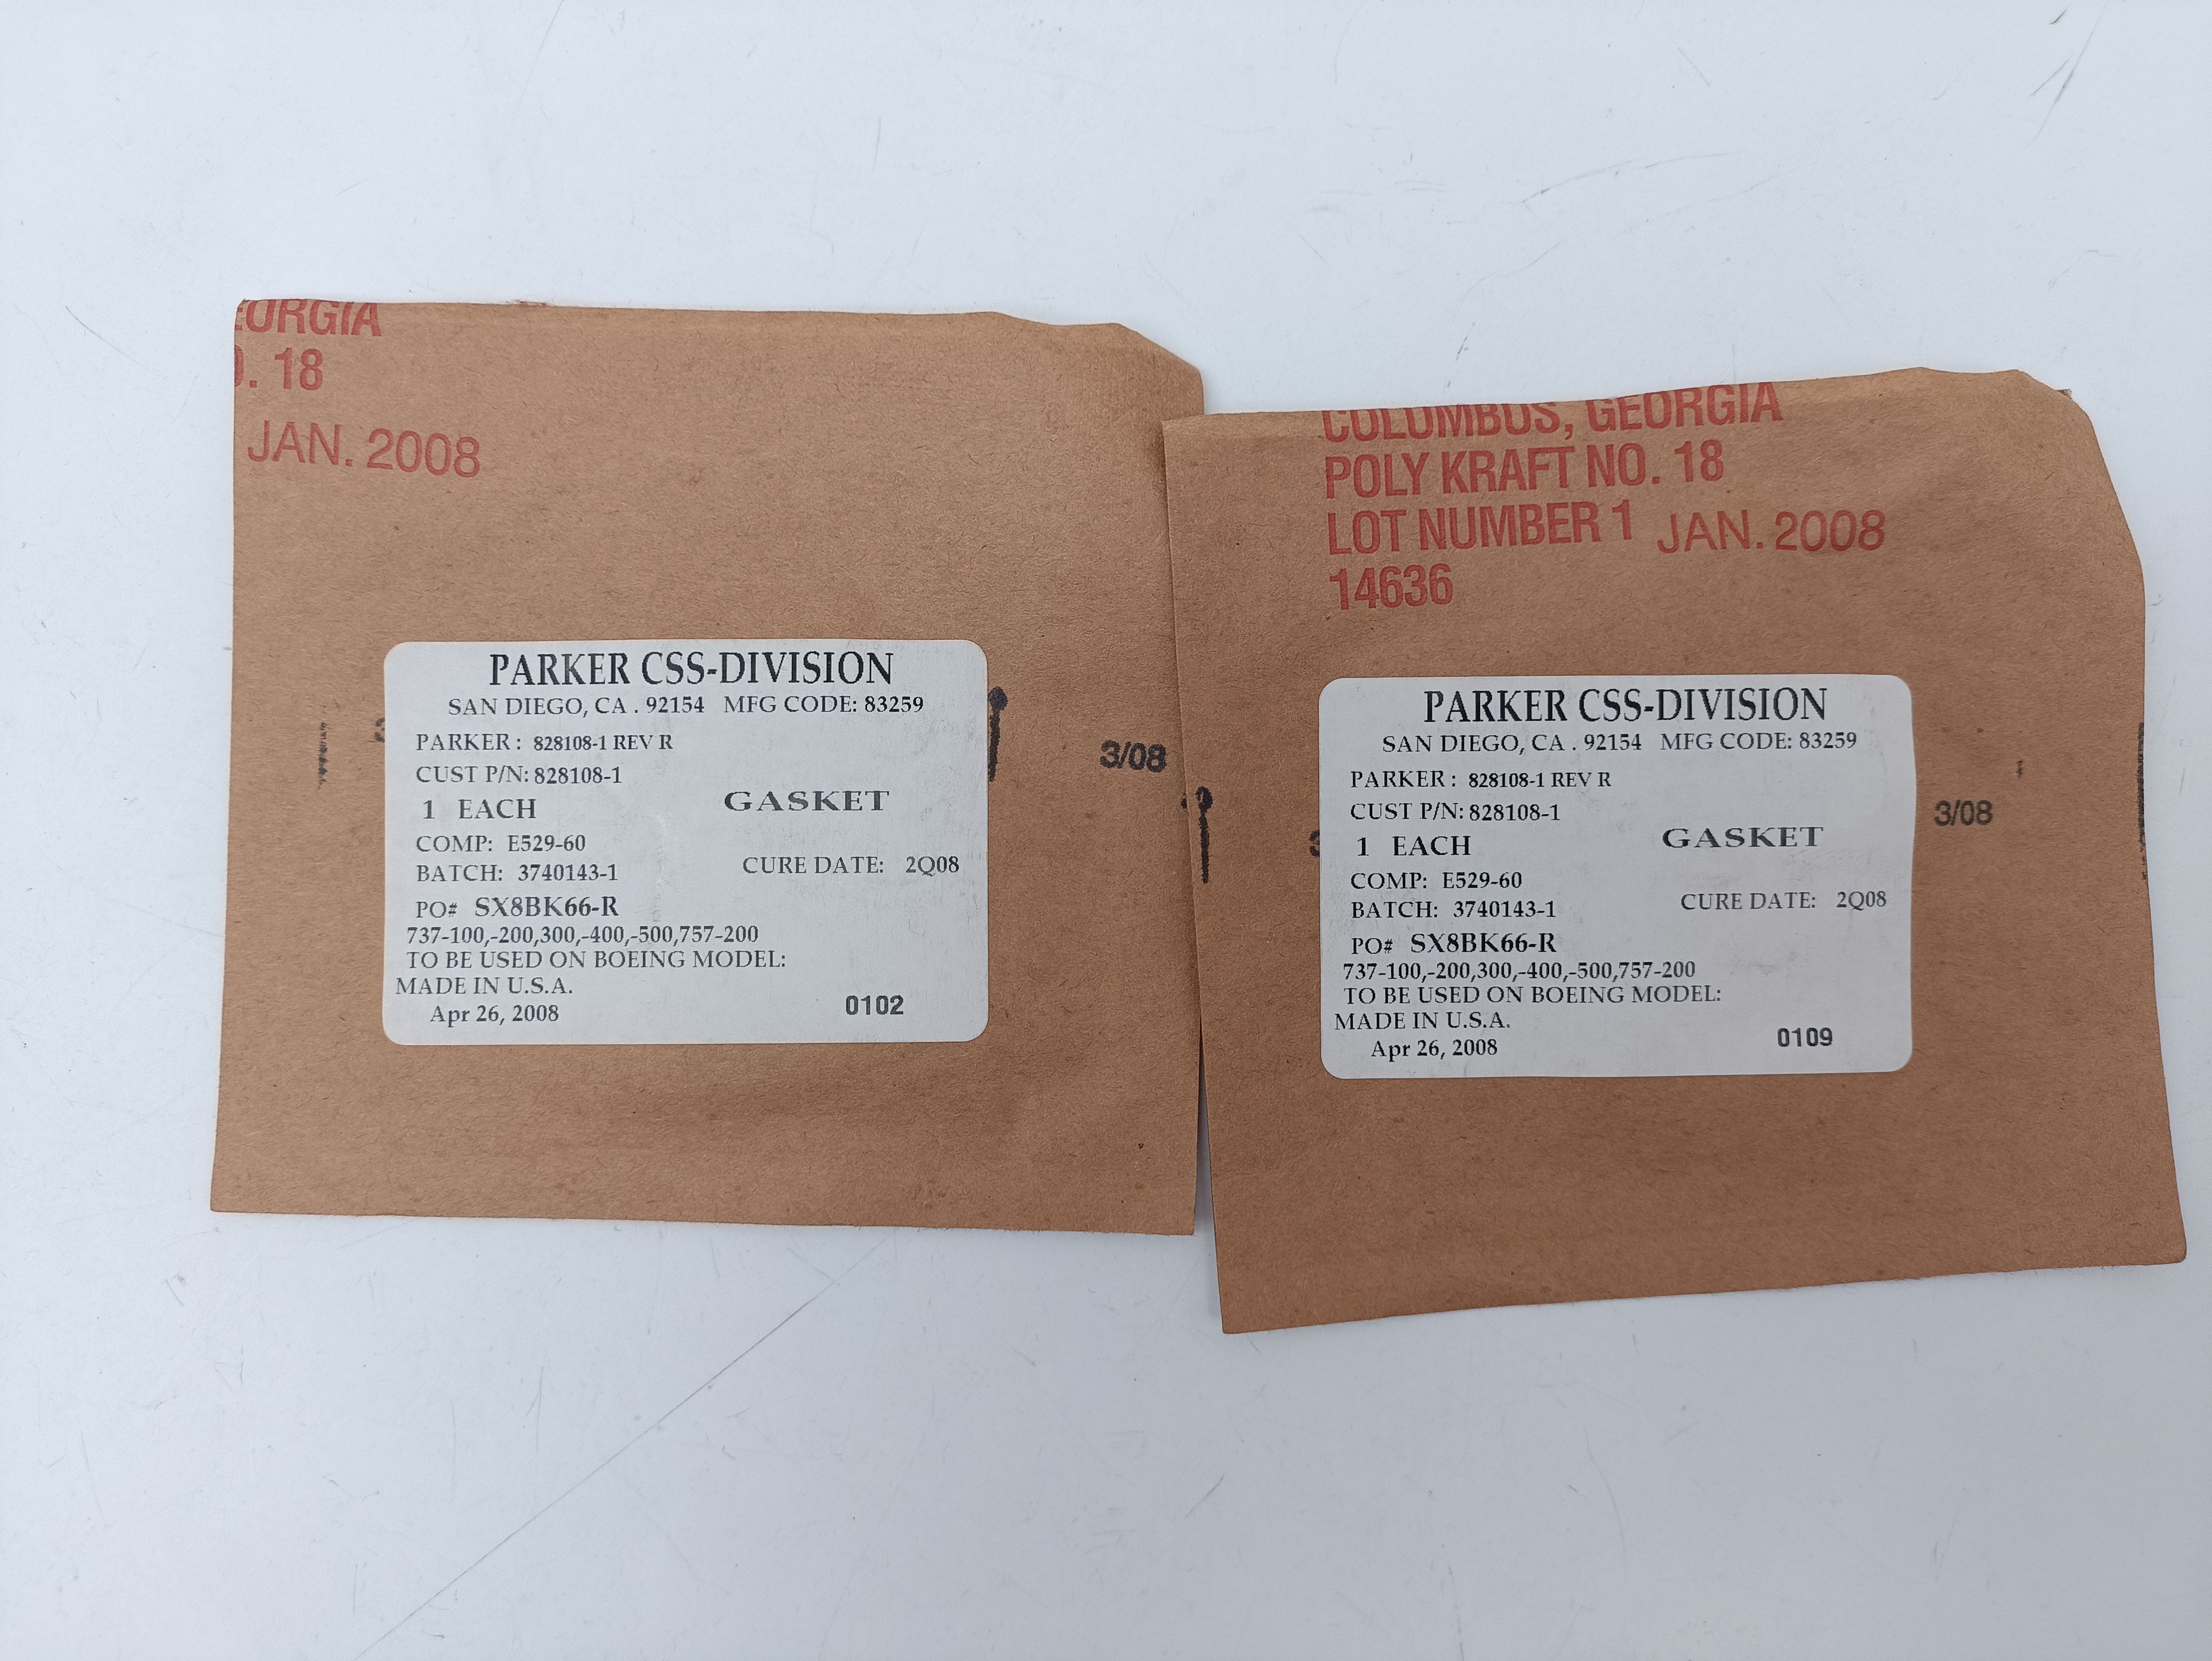 EORGIA
. 18
JAN. 2008
PARKER CSS-DIVISION
SAN DIEGO, CA . 92154 MFG CODE: 83259
PARKER : 828108-1 REV R
CUST P/N: 828108-1
1 EACH
GASKET
COMP: E529-60
BATCH: 3740143-1
CURE DATE: 2Q08
PO# SX8BK66-R
737-100,-200,300,-400,-500,757-200
TO BE USED ON BOEING MODEL:
MADE IN U.S.A.
Apr 26, 2008
0102
3/08
COLUMBUS, GEORGIA
POLY KRAFT NO. 18
LOT NUMBER 1 JAN. 2008
14636
PARKER CSS-DIVISION
SAN DIEGO, CA . 92154 MFG CODE: 83259
PARKER : 828108-1 REV R
CUST P/N: 828108-1
1 EACH
GASKET
COMP: E529-60
BATCH: 3740143-1
CURE DATE: 2Q08
PO# SX8BK66-R
737-100,-200,300,-400,-500,757-200
TO BE USED ON BOEING MODEL:
MADE IN U.S.A.
Apr 26, 2008
0109
3/08